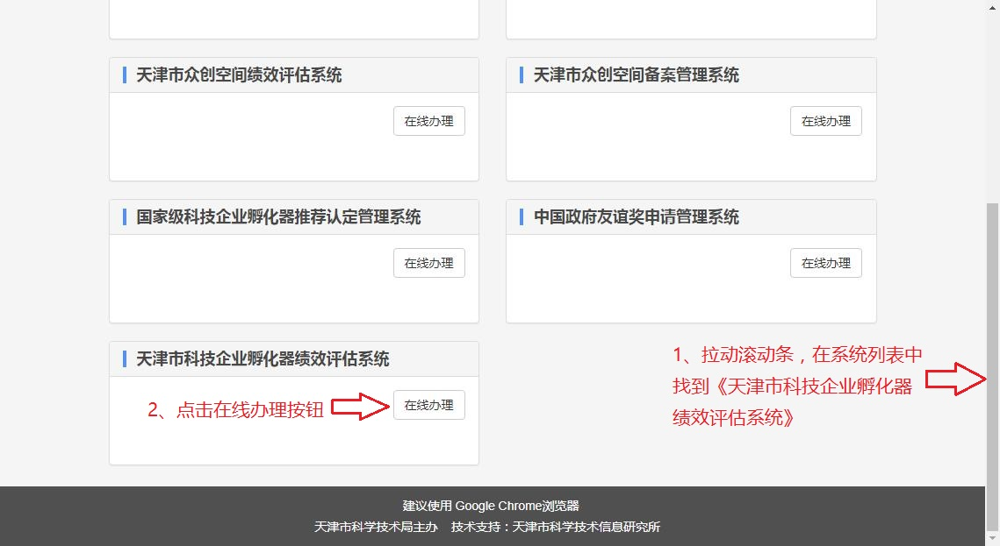 天津市众创空间绩效评估系统
天津市众创空间备案管理系统
在线办理
在线办理
国家级科技企业孵化器推荐认定管理系统
中国政府友谊奖申请管理系统
在线办理
在线办理
天津市科技企业孵化器绩效评估系统
1、拉动滚动条，在系统列表中
找到《天津市科技企业孵化器
绩效评估系统》
2、点击在线办理按钮
在线办理
建议使用 Google Chrome浏览器
天津市科学技术局主办 技术支持：天津市科学技术信息研究所